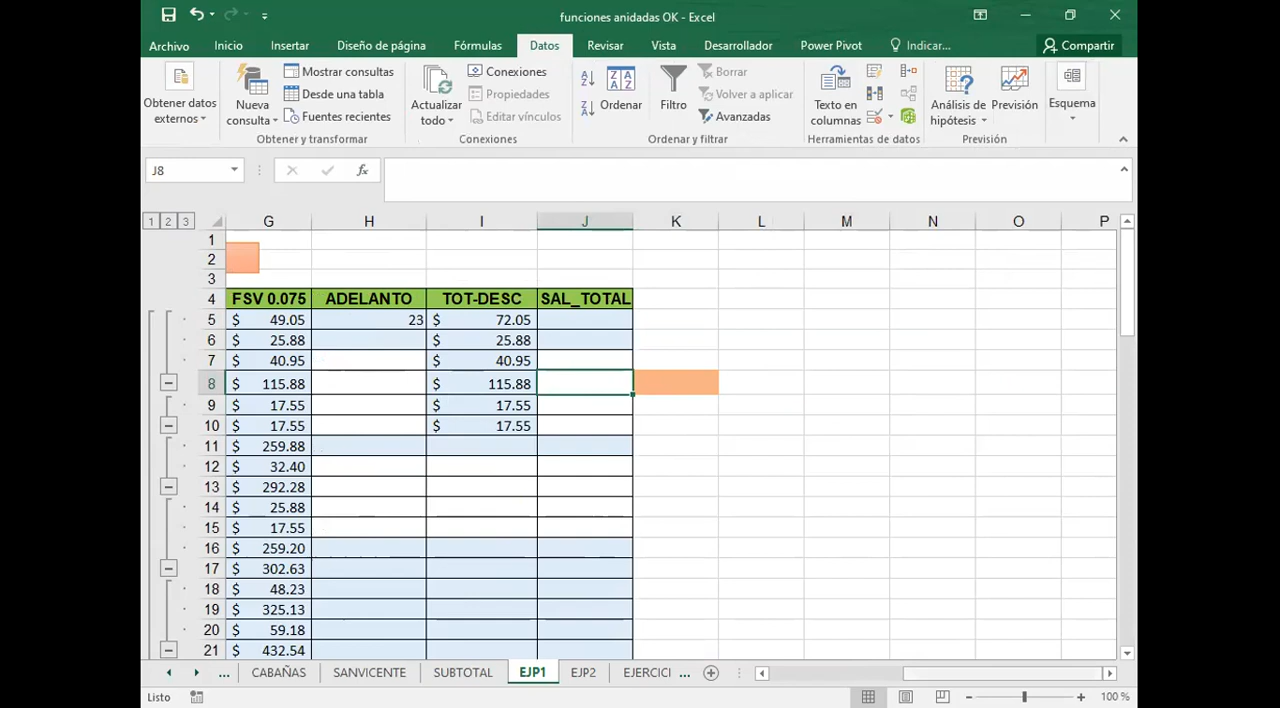 funciones anidadas OK - Excel
Archivo Inicio Insertar Diseño de página Fórmulas Datos Revisar Vista Desarrollador Power Pivot Indicar... Compartir
Obtener datos externos
Nueva consulta
Mostrar consultas
Desde una tabla
Fuentes recientes
Obtener y transformar
Actualizar todo
Conexiones
Propiedades
Editar vínculos
Conexiones
Ordenar
Filtro
Borrar
Volver a aplicar
Avanzadas
Ordenar y filtrar
Texto en columnas
Herramientas de datos
Análisis de hipótesis
Previsión
Previsión
Esquema
J8 fx
1 2 3 G H I J K L M N O P
1
2
3
4 FSV 0.075 ADELANTO TOT-DESC SAL_TOTAL
5 $ 49.05 23 $ 72.05
6 $ 25.88 $ 25.88
7 $ 40.95 $ 40.95
8 $ 115.88 $ 115.88
9 $ 17.55 $ 17.55
10 $ 17.55 $ 17.55
11 $ 259.88
12 $ 32.40
13 $ 292.28
14 $ 25.88
15 $ 17.55
16 $ 259.20
17 $ 302.63
18 $ 48.23
19 $ 325.13
20 $ 59.18
21 $ 432.54
... CABAÑAS SANVICENTE SUBTOTAL EJP1 EJP2 EJERCICI ...
Listo 100 %